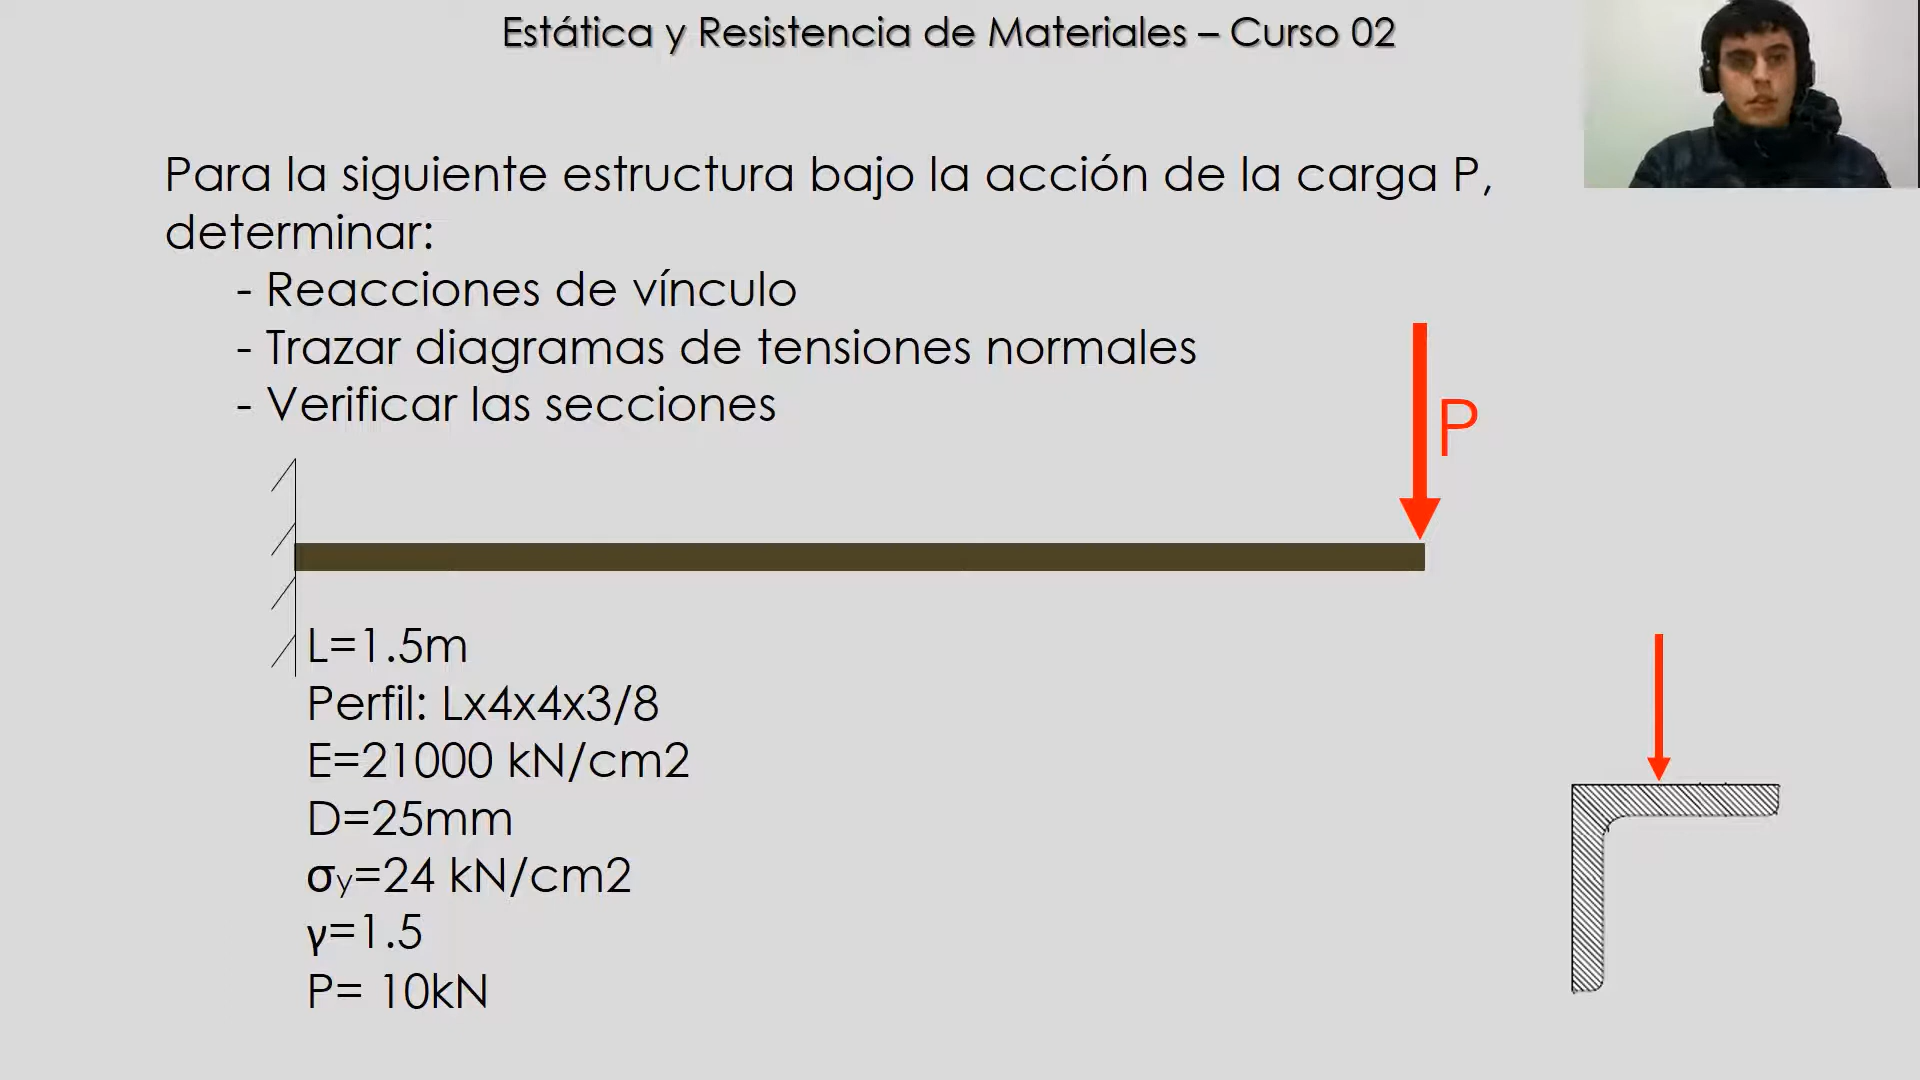 Estática y Resistencia de Materiales – Curso 02
Para la siguiente estructura bajo la acción de la carga P,
determinar:
- Reacciones de vínculo
- Trazar diagramas de tensiones normales
- Verificar las secciones
P
L=1.5m
Perfil: Lx4x4x3/8
E=21000 kN/cm2
D=25mm
σy=24 kN/cm2
γ=1.5
P= 10kN